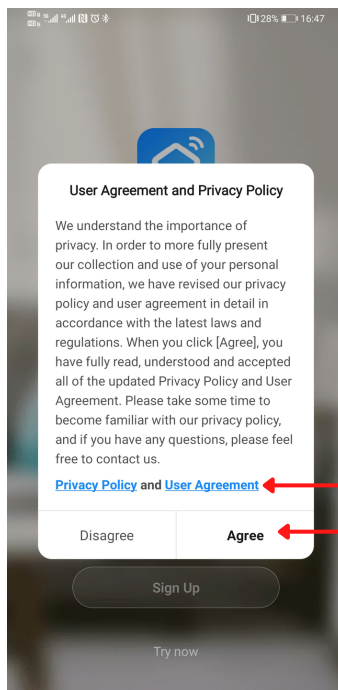 28% 16:47
User Agreement and Privacy Policy
We understand the importance of
privacy. In order to more fully present
our collection and use of your personal
information, we have revised our privacy
policy and user agreement in detail in
accordance with the latest laws and
regulations. When you click [Agree], you
have fully read, understood and accepted
all of the updated Privacy Policy and User
Agreement. Please take some time to
become familiar with our privacy policy,
and if you have any questions, please feel
free to contact us.
Privacy Policy and User Agreement
Disagree Agree
Sign Up
Try now